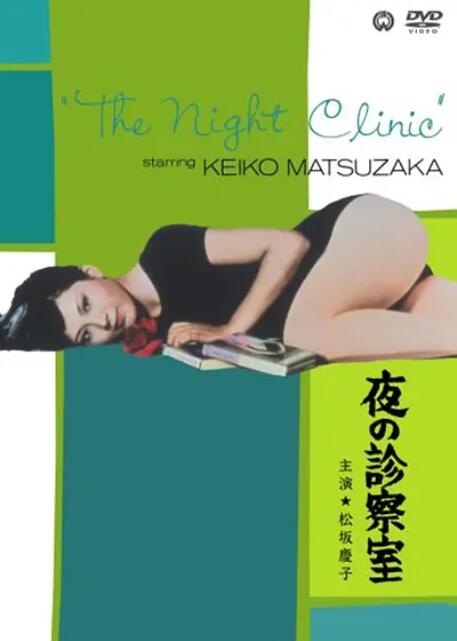 DVD
VIDEO
"The Night Clinic"
starring KEIKO MATSUZAKA
夜の診察室
主演★松坂慶子